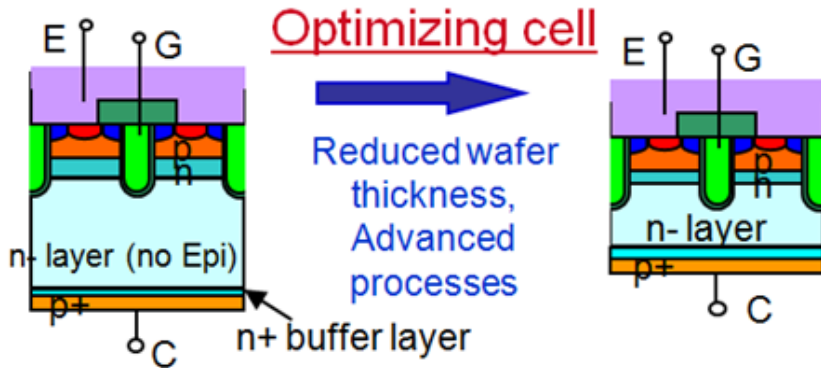 Optimizing cell
E
G
p
n
n- layer (no Epi)
p+
C
n+ buffer layer
Reduced wafer
thickness,
Advanced
processes
E
G
p
n
n- layer
p+
C